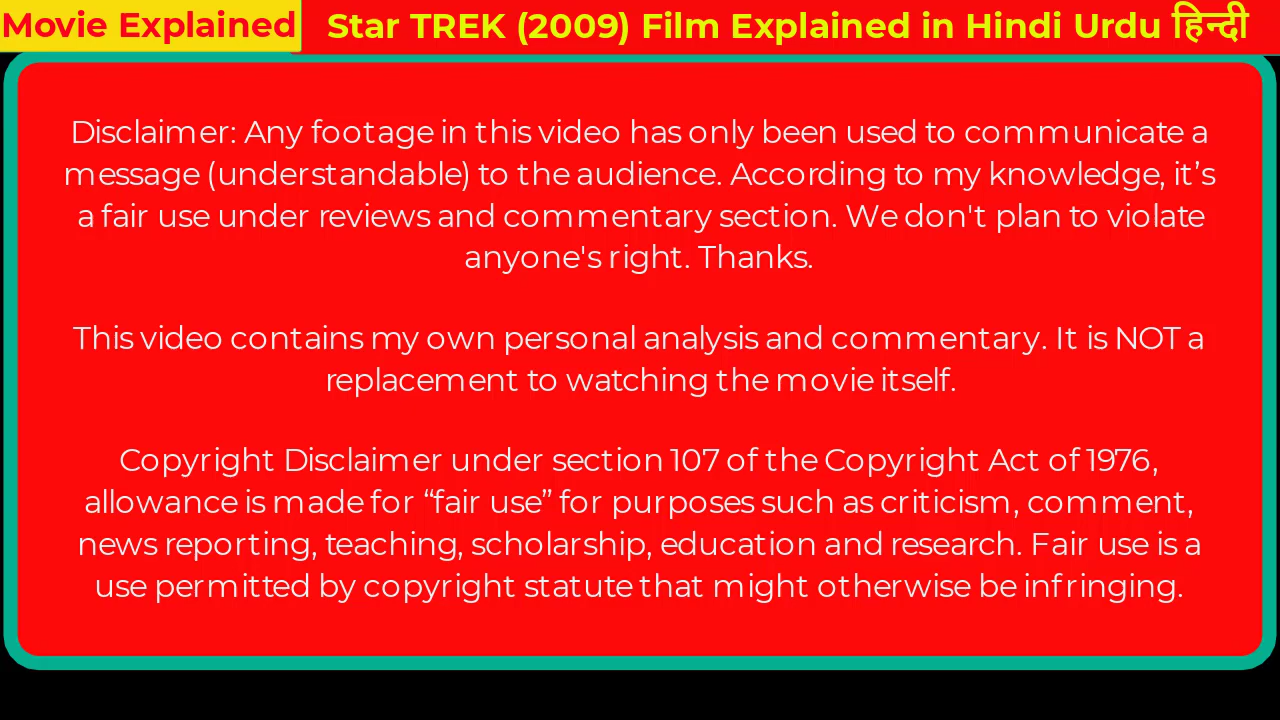 Movie Explained
Star TREK (2009) Film Explained in Hindi Urdu हिन्दी
Disclaimer: Any footage in this video has only been used to communicate a
message (understandable) to the audience. According to my knowledge, it’s
a fair use under reviews and commentary section. We don't plan to violate
anyone's right. Thanks.
This video contains my own personal analysis and commentary. It is NOT a
replacement to watching the movie itself.
Copyright Disclaimer under section 107 of the Copyright Act of 1976,
allowance is made for “fair use” for purposes such as criticism, comment,
news reporting, teaching, scholarship, education and research. Fair use is a
use permitted by copyright statute that might otherwise be infringing.